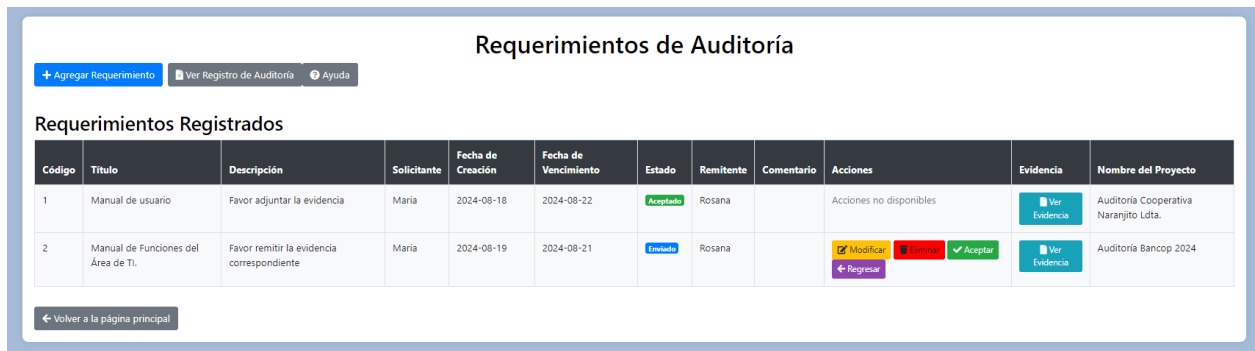 Requerimientos de Auditoría
Agregar Requerimiento Ver Registro de Auditoría Ayuda
Requerimientos Registrados
Código Título Descripción Solicitante Fecha de Creación Fecha de Vencimiento Estado Remitente Comentario Acciones Evidencia Nombre del Proyecto
1 Manual de usuario Favor adjuntar la evidencia Maria 2024-08-18 2024-08-22 Aceptado Rosana Acciones no disponibles Ver Evidencia Auditoría Cooperativa Naranjito Ldta.
2 Manual de Funciones del Área de TI. Favor remitir la evidencia correspondiente Maria 2024-08-19 2024-08-21 Enviado Rosana Modificar Eliminar Aceptar Regresar Ver Evidencia Auditoría Bancop 2024
Volver a la página principal